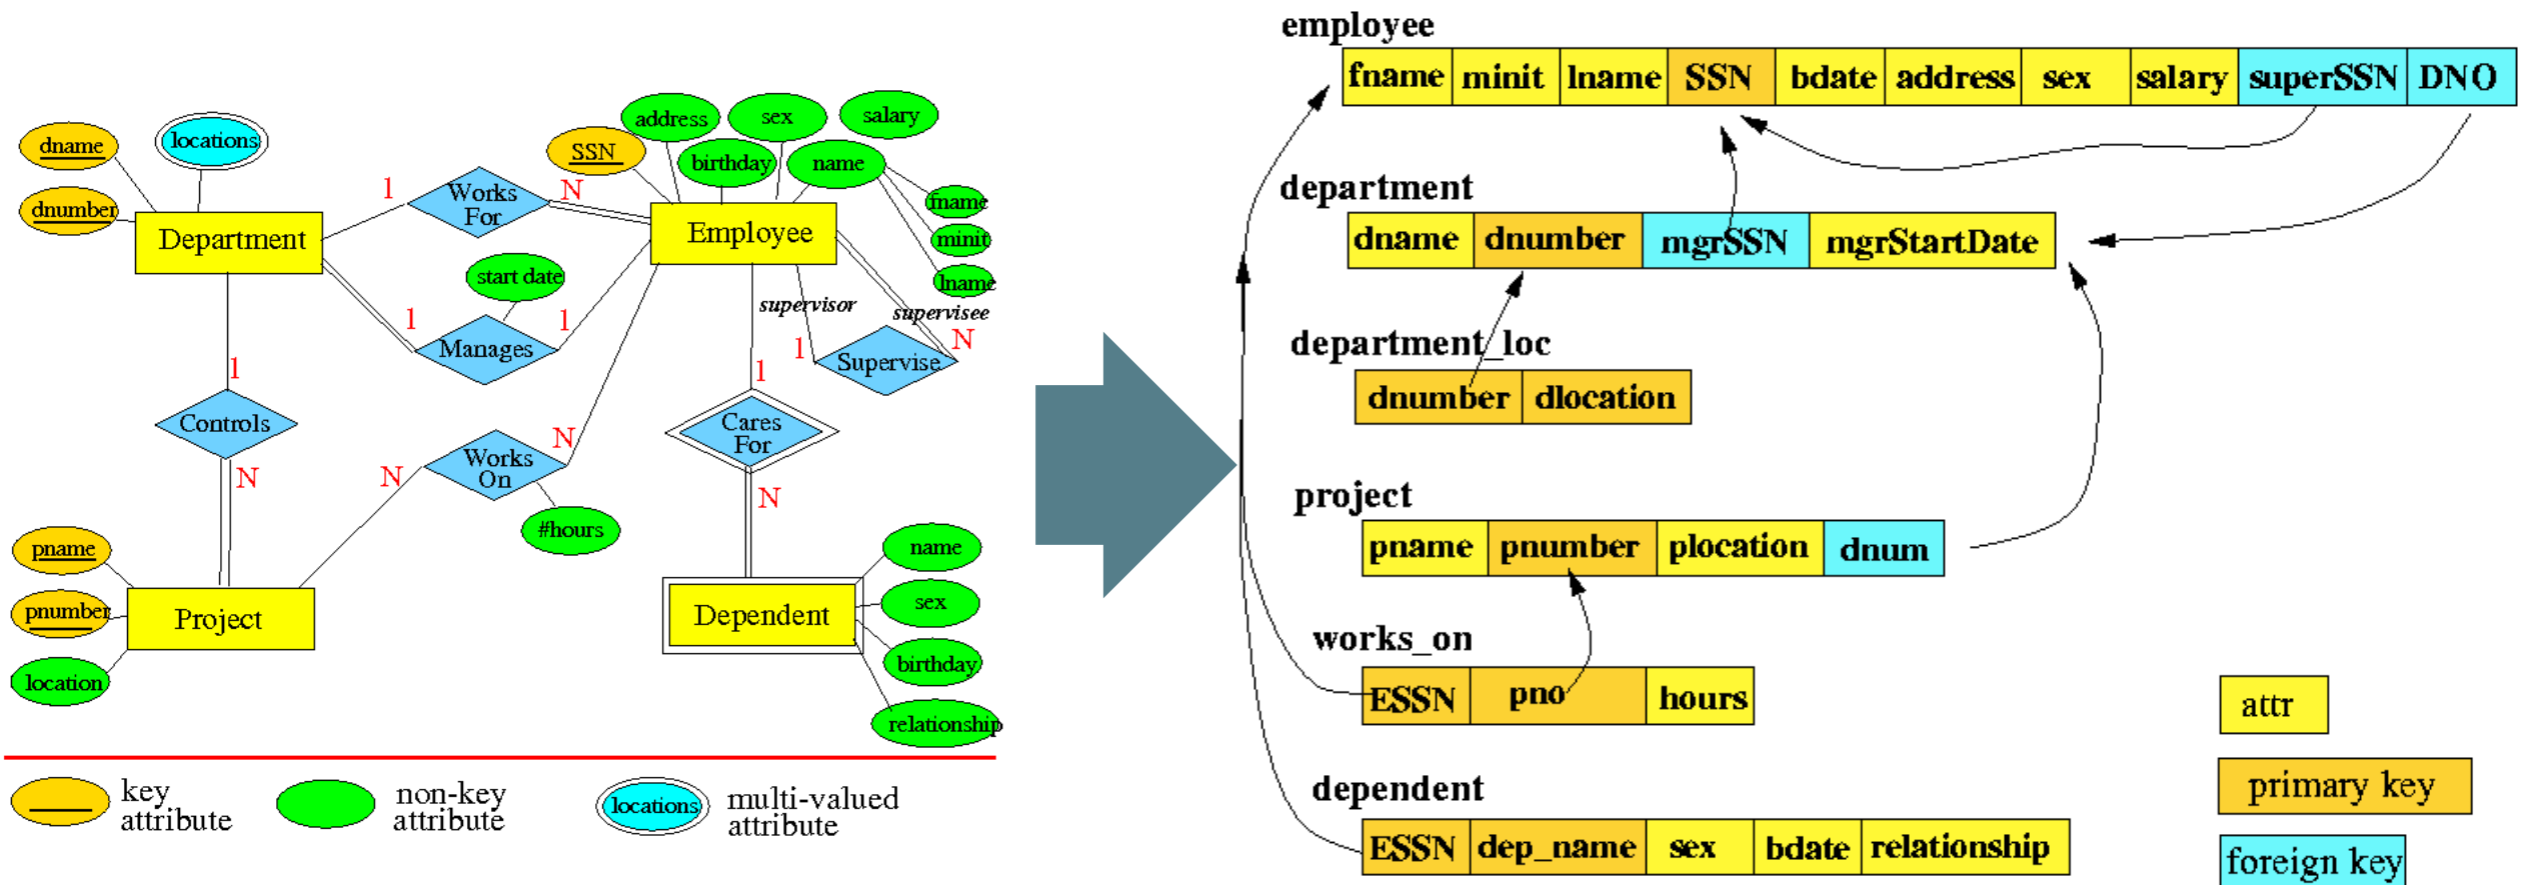 dname
locations
dnumber
Department
1
Works
For
N
SSN
address
sex
salary
birthday
name
fname
minit
lname
Employee
start date
1
Manages
1
supervisor
supervisee
1
Supervise
N
1
Controls
N
N
Works
On
N
#hours
1
Cares
For
N
pname
pnumber
location
Project
Dependent
name
sex
birthday
relationship
key
attribute
non-key
attribute
locations
multi-valued
attribute
employee
fname minit lname SSN bdate address sex salary superSSN DNO
department
dname dnumber mgrSSN mgrStartDate
department_loc
dnumber dlocation
project
pname pnumber plocation dnum
works_on
ESSN pno hours
dependent
ESSN dep_name sex bdate relationship
attr
primary key
foreign key